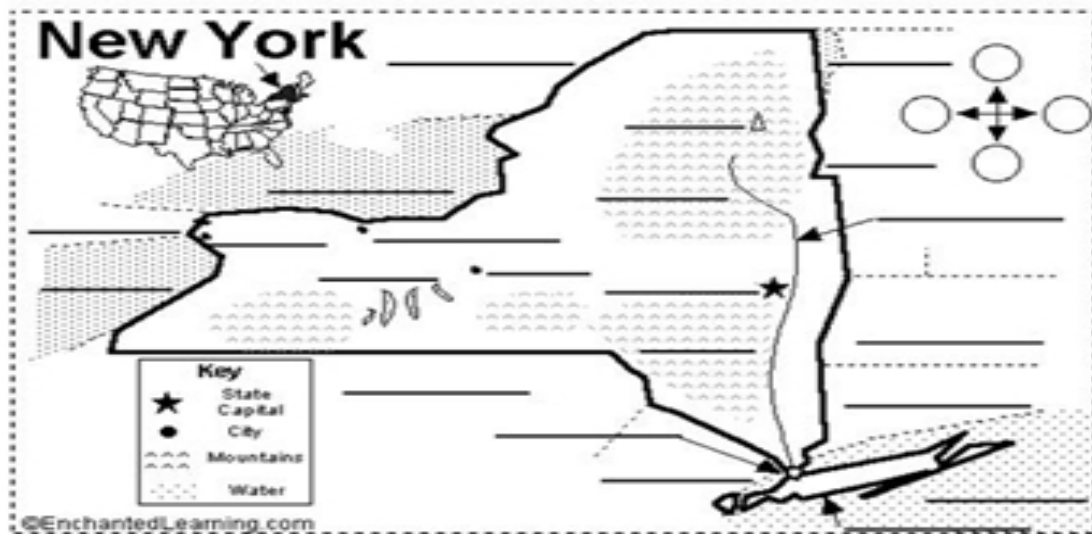 New York
Key
State
Capital
City
Mountains
Water
©EnchantedLearning.com